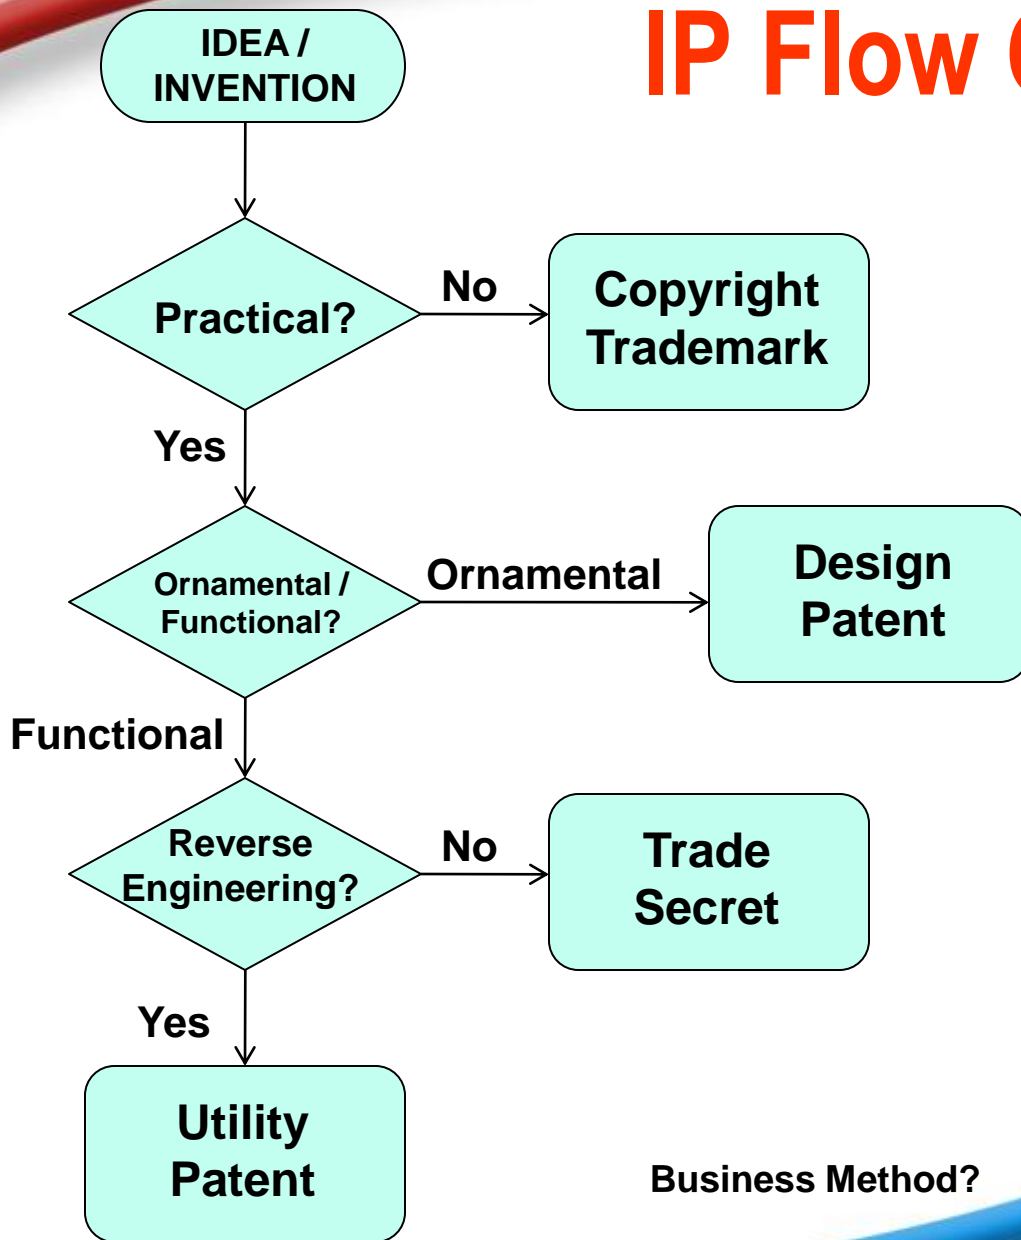 IDEA /
INVENTION
IP Flow
Practical?
No
Copyright
Trademark
Yes
Ornamental /
Functional?
Ornamental
Design
Patent
Functional
Reverse
Engineering?
No
Trade
Secret
Yes
Utility
Patent
Business Method?